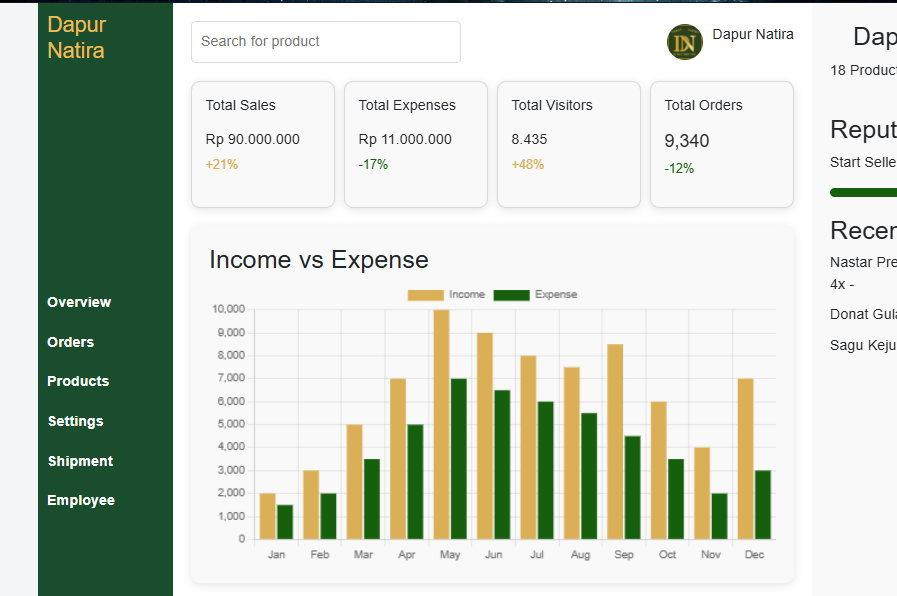 Dapur
Natira
Overview
Orders
Products
Settings
Shipment
Employee
Search for product
DN
Dapur Natira
Total Sales
Rp 90.000.000
+21%
Total Expenses
Rp 11.000.000
-17%
Total Visitors
8.435
+48%
Total Orders
9,340
-12%
Income vs Expense
Income
Expense
10,000
9,000
8,000
7,000
6,000
5,000
4,000
3,000
2,000
1,000
0
Jan Feb Mar Apr May Jun Jul Aug Sep Oct Nov Dec
Dap
18 Product
Reput
Start Selle
Recen
Nastar Pre
4x -
Donat Gula
Sagu Keju